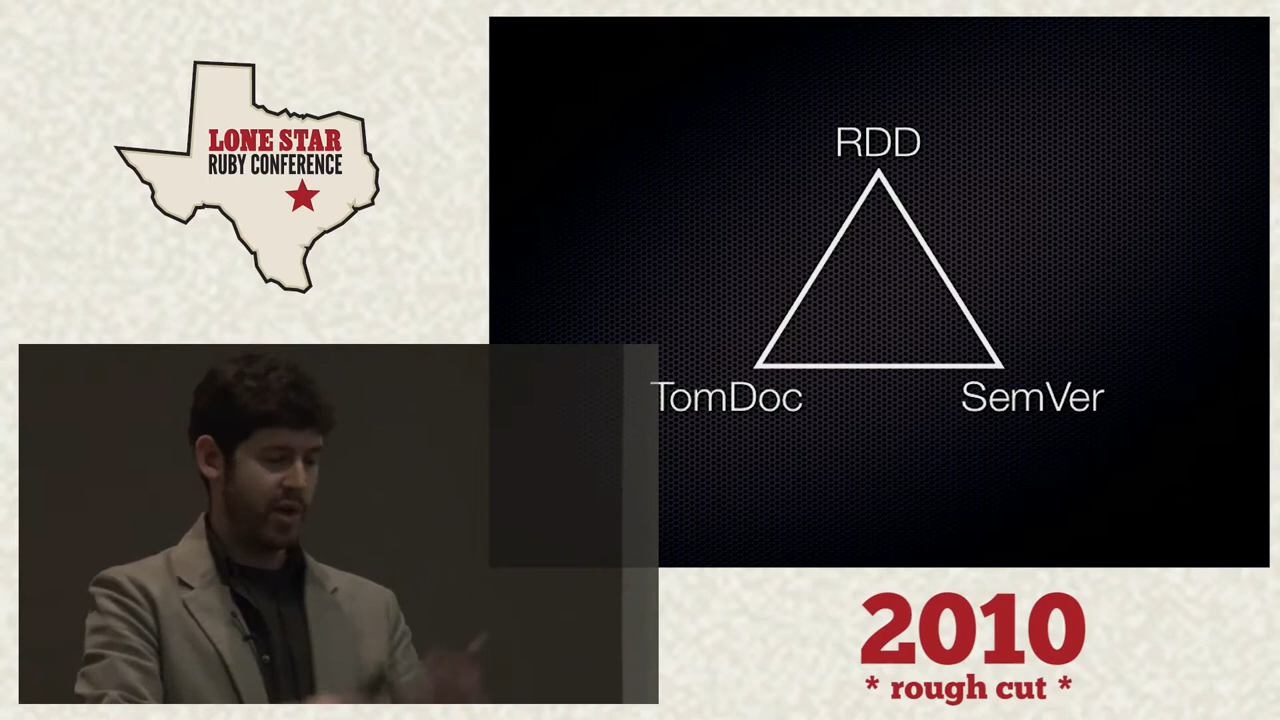 LONE STAR
RUBY CONFERENCE
RDD
TomDoc
SemVer
2010
* rough cut *